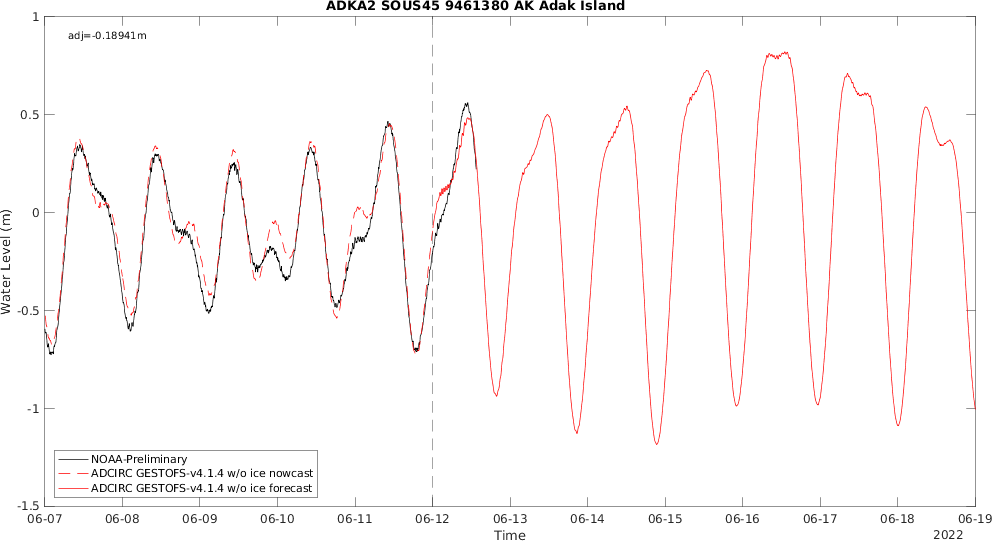 ADKA2 SOUS45 9461380 AK Adak Island
adj=-0.18941m
1
0.5
0
-0.5
-1
-1.5
Water Level (m)
NOAA-Preliminary
ADCIRC GESTOFS-v4.1.4 w/o ice nowcast
ADCIRC GESTOFS-v4.1.4 w/o ice forecast
06-07 06-08 06-09 06-10 06-11 06-12 06-13 06-14 06-15 06-16 06-17 06-18 06-19
Time
2022